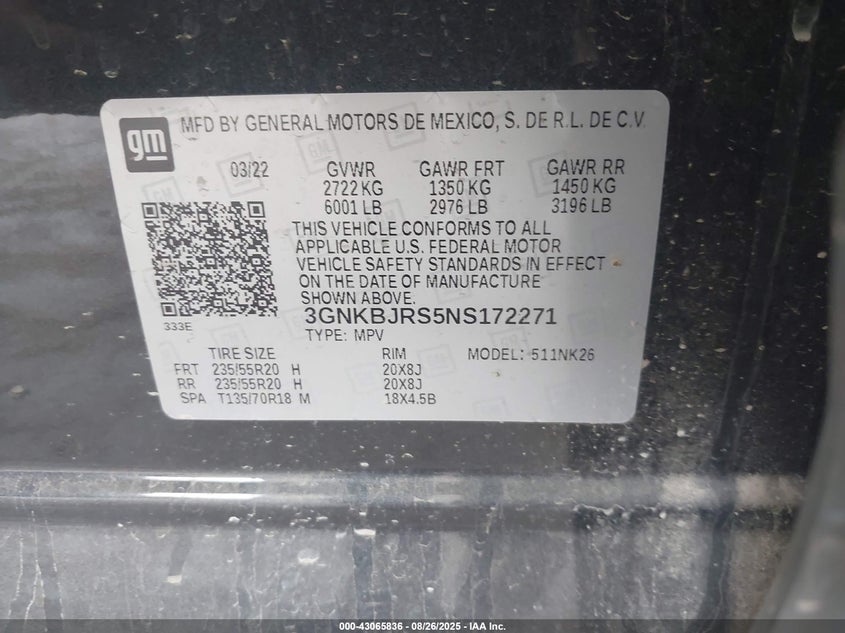 gm
MFD BY GENERAL MOTORS DE MEXICO, S. DE R.L. DE C.V.
03/22 GVWR GAWR FRT GAWR RR
2722 KG 1350 KG 1450 KG
6001 LB 2976 LB 3196 LB
THIS VEHICLE CONFORMS TO ALL
APPLICABLE U.S. FEDERAL MOTOR
VEHICLE SAFETY STANDARDS IN EFFECT
ON THE DATE OF MANUFACTURE
SHOWN ABOVE.
333E
3GNKBJRS5NS172271
TYPE: MPV
TIRE SIZE RIM MODEL: 511NK26
FRT 235/55R20 H 20X8J
RR 235/55R20 H 20X8J
SPA T135/70R18 M 18X4.5B
000-43065836 - 08/26/2025 - IAA Inc.